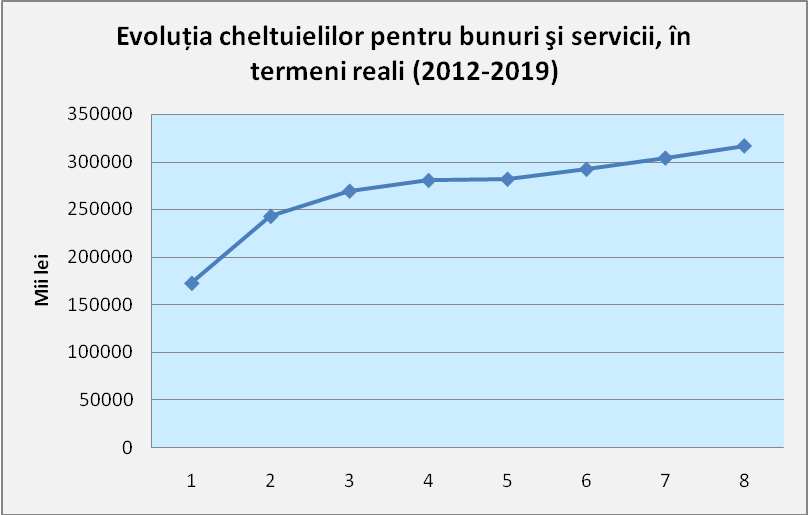 Evoluția cheltuielilor pentru bunuri şi servicii, în
termeni reali (2012-2019)
350000
300000
250000
200000
150000
100000
50000
0
Mii lei
1 2 3 4 5 6 7 8